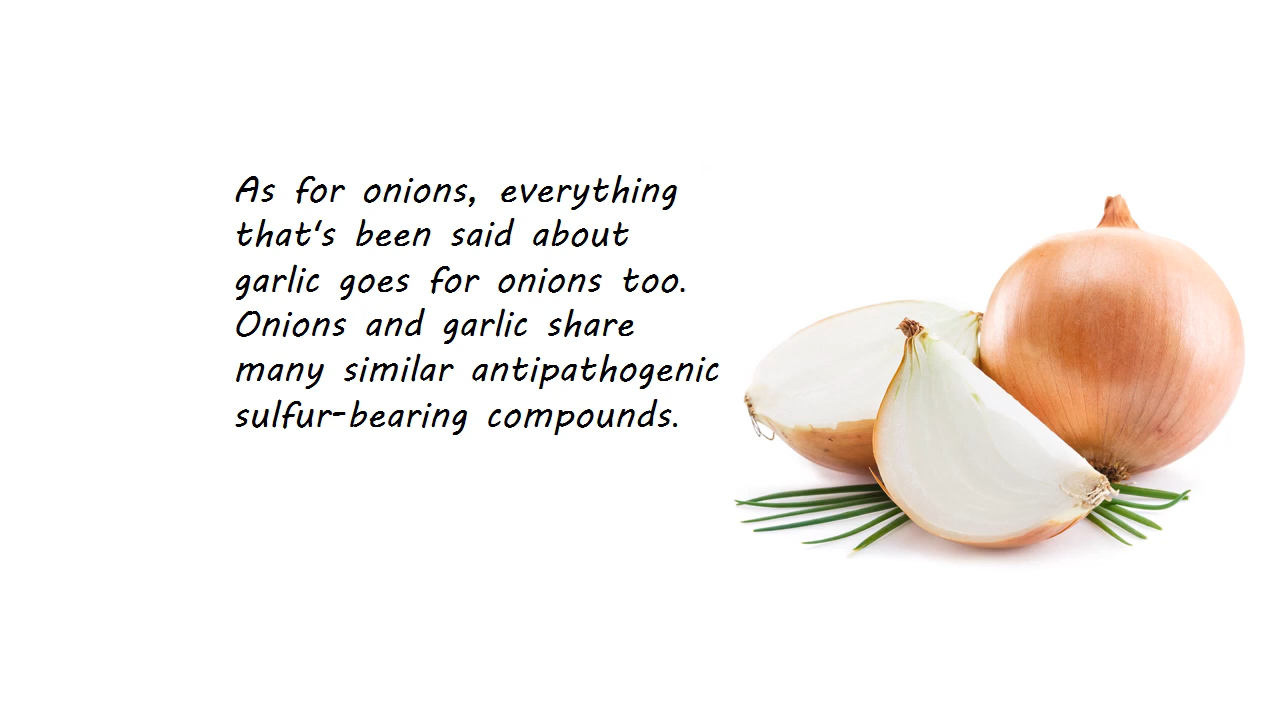 As for onions, everything
that's been said about
garlic goes for onions too.
Onions and garlic share
many similar antipathogenic
sulfur-bearing compounds.